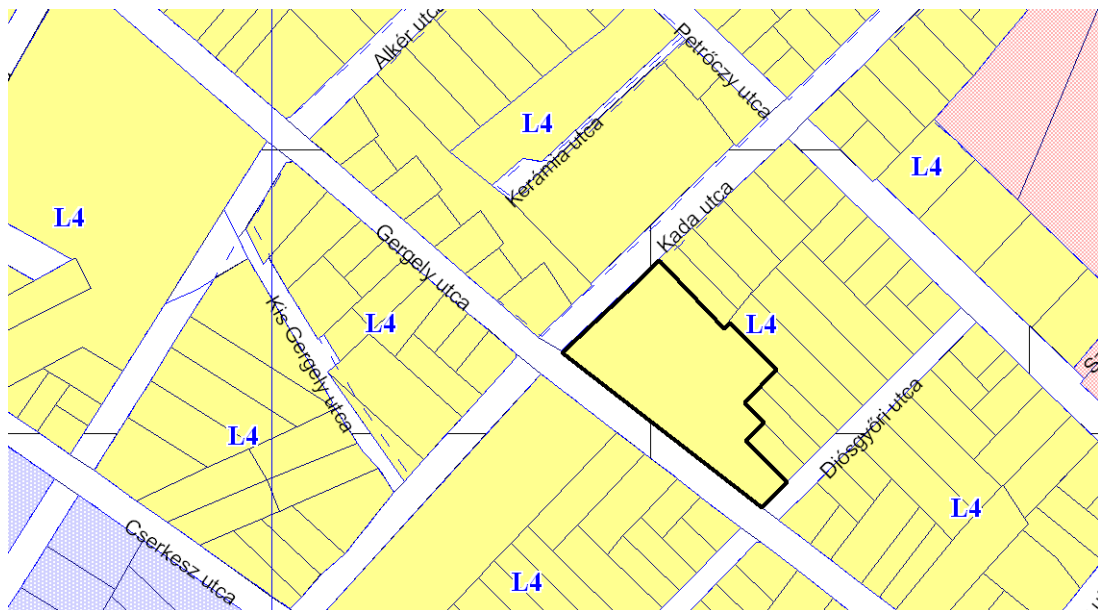 Alkér utca
Petrőczy utca
L4
Kerámia utca
L4
Kada utca
L4
Gergely utca
L4
L4
Kis Gergely utca
Diósgyőri utca
L4
L4
Cserkesz utca
L4